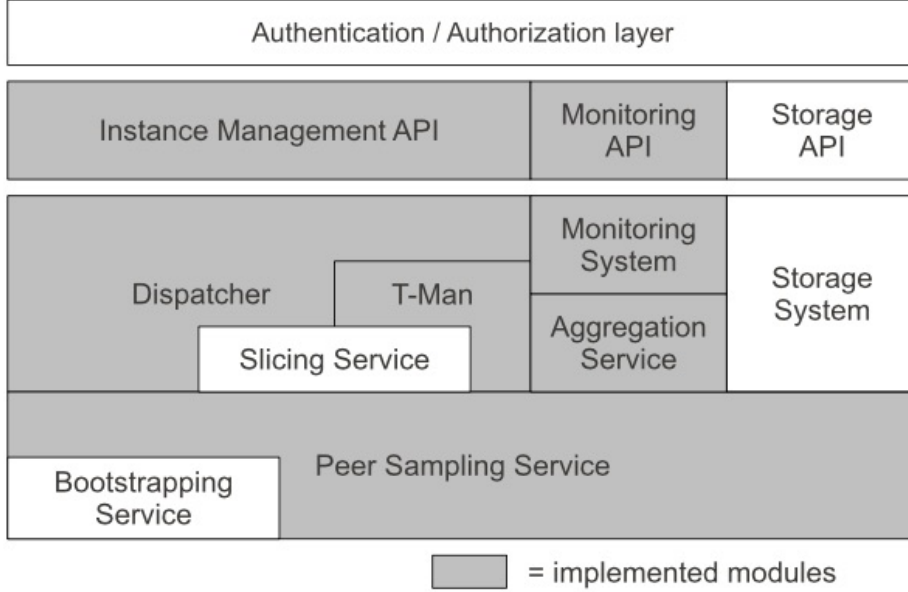 Authentication / Authorization layer
Instance Management API
Monitoring
API
Storage
API
Dispatcher
T-Man
Slicing Service
Monitoring
System
Aggregation
Service
Storage
System
Peer Sampling Service
Bootstrapping
Service
= implemented modules